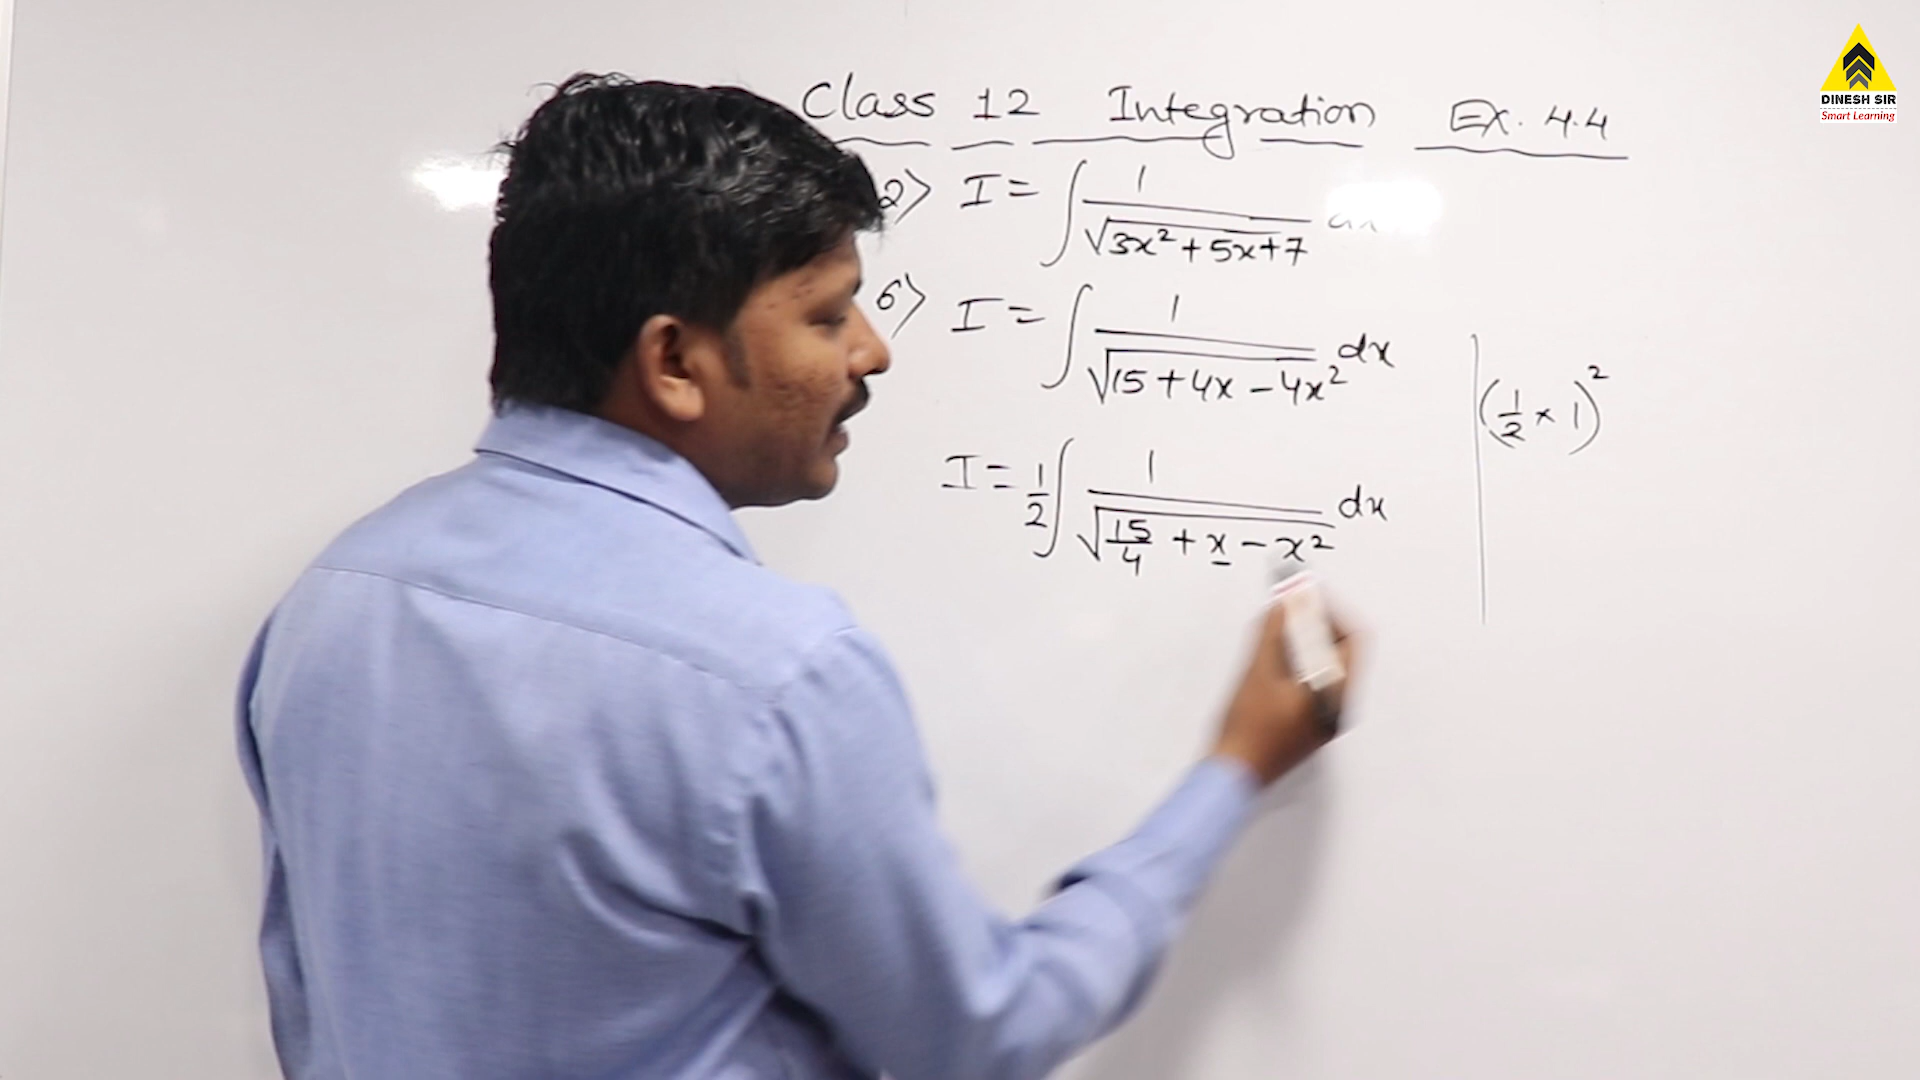 Class 12 Integration Ex. 4.4
2> I = ∫ 1/√(3x² + 5x + 7)
6> I = ∫ 1/√(15 + 4x - 4x²) dx
(1/2 × 1)²
I = 1/2 ∫ 1/√(15/4 + x - x²) dx
DINESH SIR
Smart Learning